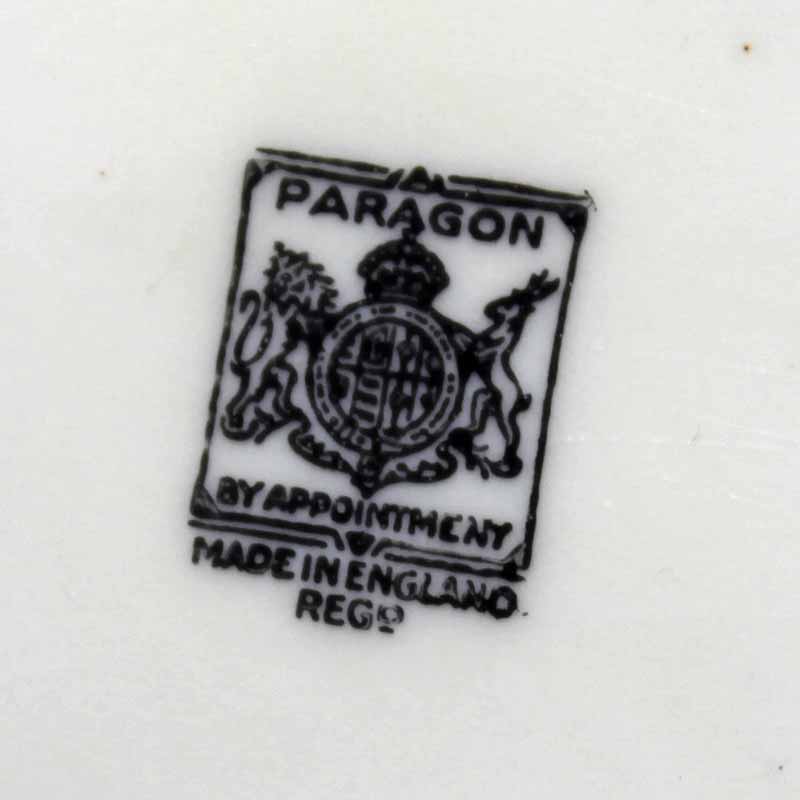 PARAGON
BY APPOINTMENT
MADE IN ENGLAND
REGD